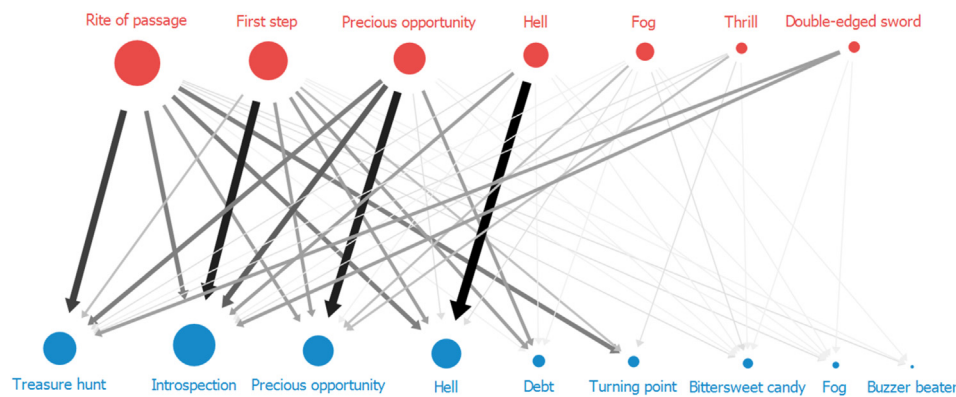 Rite of passage
First step
Precious opportunity
Hell
Fog
Thrill
Double-edged sword
Treasure hunt
Introspection
Precious opportunity
Hell
Debt
Turning point
Bittersweet candy
Fog
Buzzer beater